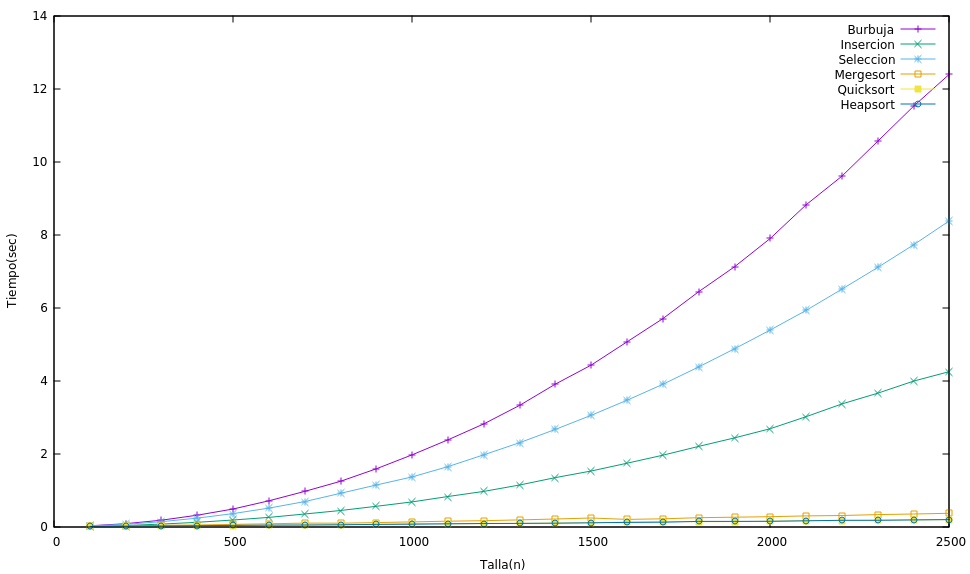 14
12
10
8
6
4
2
0
Tiempo(sec)
Burbuja
Insercion
Seleccion
Mergesort
Quicksort
Heapsort
0 500 1000 1500 2000 2500
Talla(n)